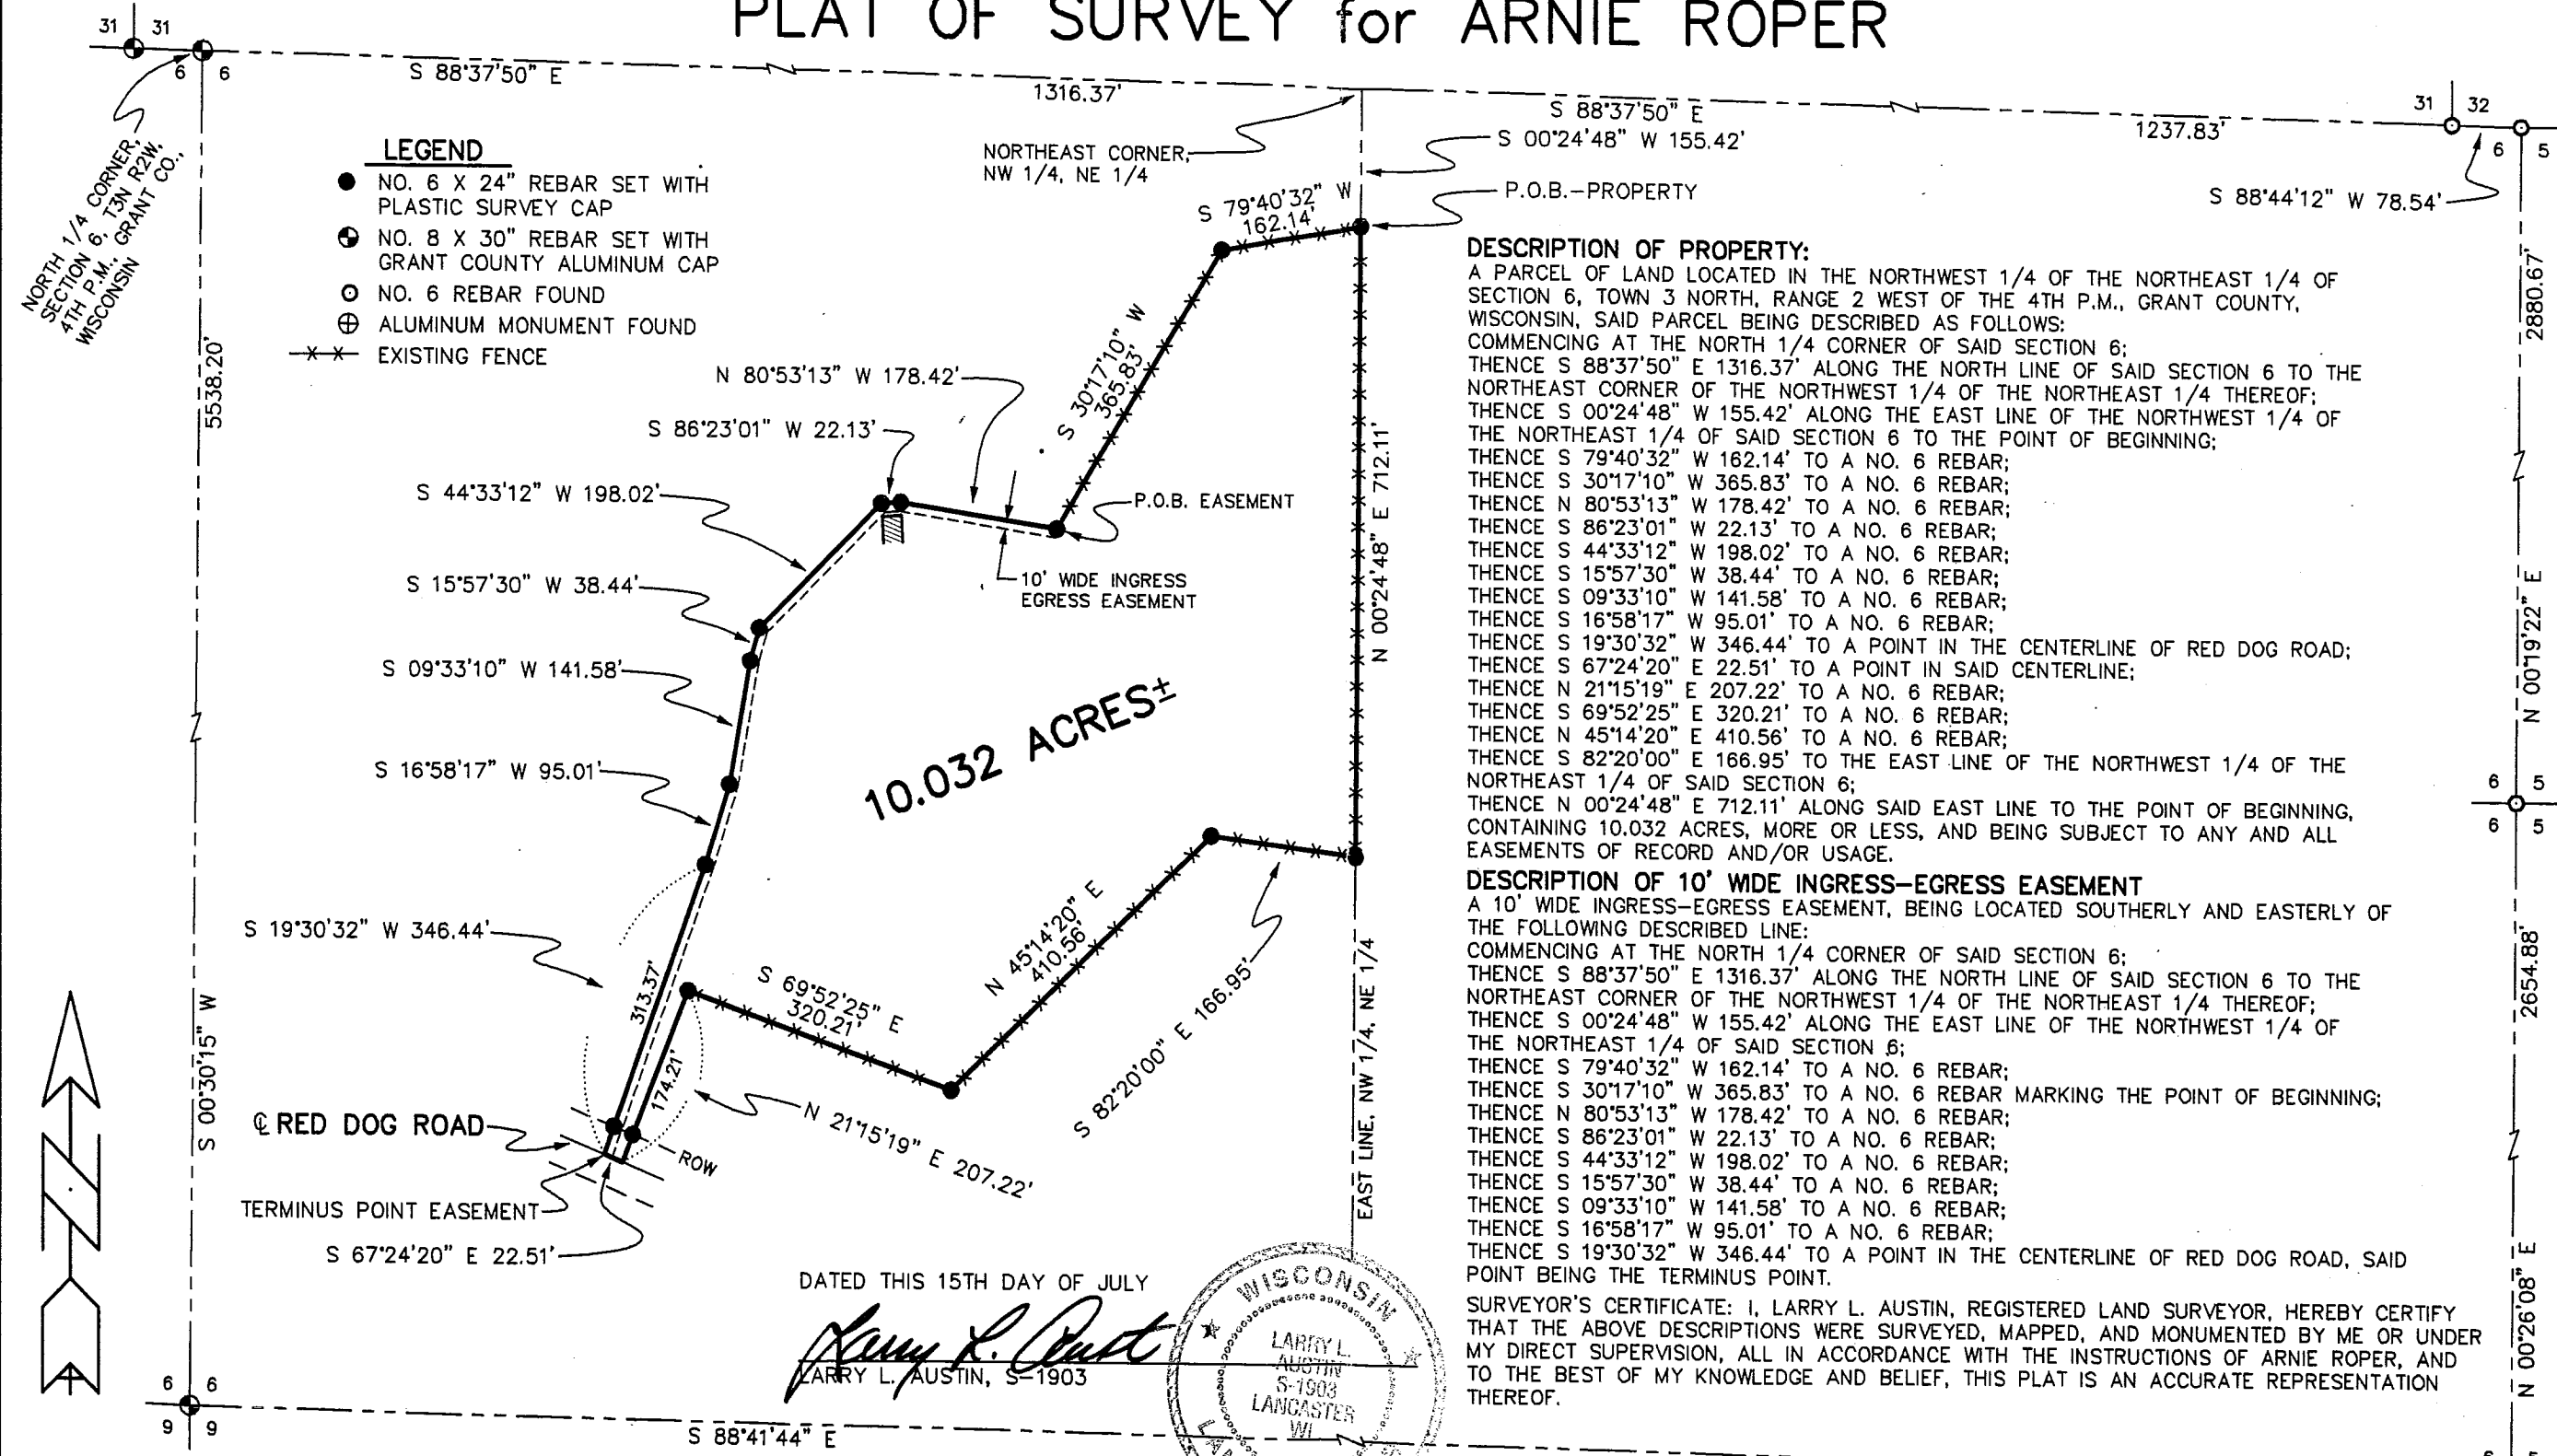 PLAT OF SURVEY for ARNIE ROPER
31 31
6 6
S 88°37'50" E
1316.37'
S 88°37'50" E
1237.83'
31 32
6 5
S 88°44'12" W 78.54'
NORTH 1/4 CORNER,
SECTION 6, T3N R2W,
4TH P.M., GRANT CO.,
WISCONSIN
NORTHEAST CORNER,
NW 1/4, NE 1/4
S 00°24'48" W 155.42'
P.O.B.-PROPERTY
LEGEND
NO. 6 X 24" REBAR SET WITH
PLASTIC SURVEY CAP
NO. 8 X 30" REBAR SET WITH
GRANT COUNTY ALUMINUM CAP
NO. 6 REBAR FOUND
ALUMINUM MONUMENT FOUND
EXISTING FENCE
5538.20'
S 00°30'15" W
S 79°40'32" W
162.14'
S 30°17'10" W
365.83'
N 80°53'13" W 178.42'
S 86°23'01" W 22.13'
S 44°33'12" W 198.02'
P.O.B. EASEMENT
10' WIDE INGRESS
EGRESS EASEMENT
S 15°57'30" W 38.44'
S 09°33'10" W 141.58'
S 16°58'17" W 95.01'
S 19°30'32" W 346.44'
313.37'
174.21'
10.032 ACRES±
N 00°24'48" E 712.11'
S 69°52'25" E
320.21'
N 45°14'20" E
410.56'
S 82°20'00" E 166.95'
EAST LINE, NW 1/4, NE 1/4
N 21°15'19" E 207.22'
℄ RED DOG ROAD
ROW
TERMINUS POINT EASEMENT
S 67°24'20" E 22.51'
DATED THIS 15TH DAY OF JULY
Larry L. Aust
LARRY L. AUSTIN, S-1903
WISCONSIN
LARRY L.
AUSTIN
S-1903
LANCASTER
WI
6 6
9 9
S 88°41'44" E
DESCRIPTION OF PROPERTY:
A PARCEL OF LAND LOCATED IN THE NORTHWEST 1/4 OF THE NORTHEAST 1/4 OF
SECTION 6, TOWN 3 NORTH, RANGE 2 WEST OF THE 4TH P.M., GRANT COUNTY,
WISCONSIN, SAID PARCEL BEING DESCRIBED AS FOLLOWS:
COMMENCING AT THE NORTH 1/4 CORNER OF SAID SECTION 6;
THENCE S 88°37'50" E 1316.37' ALONG THE NORTH LINE OF SAID SECTION 6 TO THE
NORTHEAST CORNER OF THE NORTHWEST 1/4 OF THE NORTHEAST 1/4 THEREOF;
THENCE S 00°24'48" W 155.42' ALONG THE EAST LINE OF THE NORTHWEST 1/4 OF
THE NORTHEAST 1/4 OF SAID SECTION 6 TO THE POINT OF BEGINNING;
THENCE S 79°40'32" W 162.14' TO A NO. 6 REBAR;
THENCE S 30°17'10" W 365.83' TO A NO. 6 REBAR;
THENCE N 80°53'13" W 178.42' TO A NO. 6 REBAR;
THENCE S 86°23'01" W 22.13' TO A NO. 6 REBAR;
THENCE S 44°33'12" W 198.02' TO A NO. 6 REBAR;
THENCE S 15°57'30" W 38.44' TO A NO. 6 REBAR;
THENCE S 09°33'10" W 141.58' TO A NO. 6 REBAR;
THENCE S 16°58'17" W 95.01' TO A NO. 6 REBAR;
THENCE S 19°30'32" W 346.44' TO A POINT IN THE CENTERLINE OF RED DOG ROAD;
THENCE S 67°24'20" E 22.51' TO A POINT IN SAID CENTERLINE;
THENCE N 21°15'19" E 207.22' TO A NO. 6 REBAR;
THENCE S 69°52'25" E 320.21' TO A NO. 6 REBAR;
THENCE N 45°14'20" E 410.56' TO A NO. 6 REBAR;
THENCE S 82°20'00" E 166.95' TO THE EAST LINE OF THE NORTHWEST 1/4 OF THE
NORTHEAST 1/4 OF SAID SECTION 6;
THENCE N 00°24'48" E 712.11' ALONG SAID EAST LINE TO THE POINT OF BEGINNING,
CONTAINING 10.032 ACRES, MORE OR LESS, AND BEING SUBJECT TO ANY AND ALL
EASEMENTS OF RECORD AND/OR USAGE.
DESCRIPTION OF 10' WIDE INGRESS-EGRESS EASEMENT
A 10' WIDE INGRESS-EGRESS EASEMENT, BEING LOCATED SOUTHERLY AND EASTERLY OF
THE FOLLOWING DESCRIBED LINE:
COMMENCING AT THE NORTH 1/4 CORNER OF SAID SECTION 6;
THENCE S 88°37'50" E 1316.37' ALONG THE NORTH LINE OF SAID SECTION 6 TO THE
NORTHEAST CORNER OF THE NORTHWEST 1/4 OF THE NORTHEAST 1/4 THEREOF;
THENCE S 00°24'48" W 155.42' ALONG THE EAST LINE OF THE NORTHWEST 1/4 OF
THE NORTHEAST 1/4 OF SAID SECTION 6;
THENCE S 79°40'32" W 162.14' TO A NO. 6 REBAR;
THENCE S 30°17'10" W 365.83' TO A NO. 6 REBAR MARKING THE POINT OF BEGINNING;
THENCE N 80°53'13" W 178.42' TO A NO. 6 REBAR;
THENCE S 86°23'01" W 22.13' TO A NO. 6 REBAR;
THENCE S 44°33'12" W 198.02' TO A NO. 6 REBAR;
THENCE S 15°57'30" W 38.44' TO A NO. 6 REBAR;
THENCE S 09°33'10" W 141.58' TO A NO. 6 REBAR;
THENCE S 16°58'17" W 95.01' TO A NO. 6 REBAR;
THENCE S 19°30'32" W 346.44' TO A POINT IN THE CENTERLINE OF RED DOG ROAD, SAID
POINT BEING THE TERMINUS POINT.
SURVEYOR'S CERTIFICATE: I, LARRY L. AUSTIN, REGISTERED LAND SURVEYOR, HEREBY CERTIFY
THAT THE ABOVE DESCRIPTIONS WERE SURVEYED, MAPPED, AND MONUMENTED BY ME OR UNDER
MY DIRECT SUPERVISION, ALL IN ACCORDANCE WITH THE INSTRUCTIONS OF ARNIE ROPER, AND
TO THE BEST OF MY KNOWLEDGE AND BELIEF, THIS PLAT IS AN ACCURATE REPRESENTATION
THEREOF.
2880.67'
N 00°19'22" E
6 5
6 5
2654.88'
N 00°26'08" E